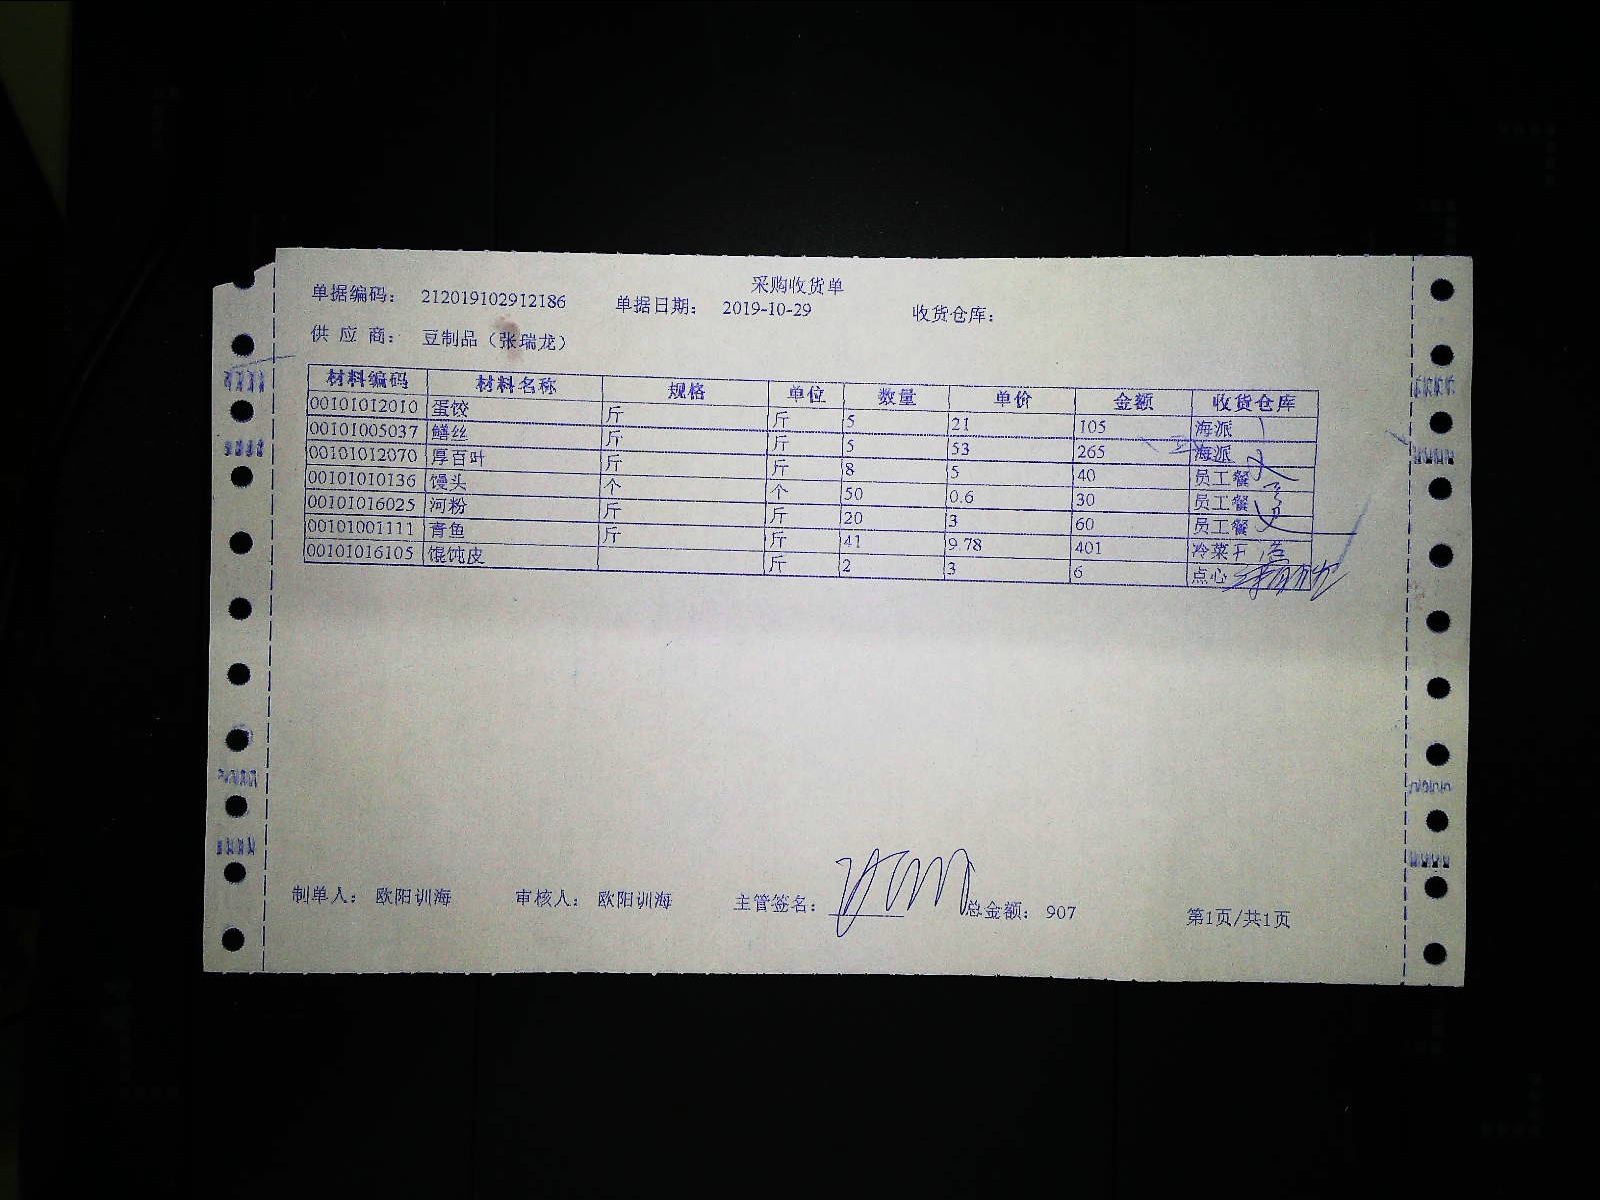 采购收货单
单据编码： 212019102912186 单据日期： 2019-10-29 收货仓库：
供 应 商： 豆制品（张瑞龙）
材料编码 材料名称 规格 单位 数量 单价 金额 收货仓库
00101012010 蛋饺 斤 斤 5 21 105 海派
00101005037 鳝丝 斤 斤 5 53 265 海派
00101012070 厚百叶 斤 斤 8 5 40 员工餐
00101010136 馒头 个 个 50 0.6 30 员工餐
00101016025 河粉 斤 斤 20 3 60 员工餐
00101001111 青鱼 斤 斤 41 9.78 401 冷菜
00101016105 馄饨皮 斤 2 3 6 点心
制单人： 欧阳训海 审核人： 欧阳训海 主管签名： 总金额： 907 第1页/共1页